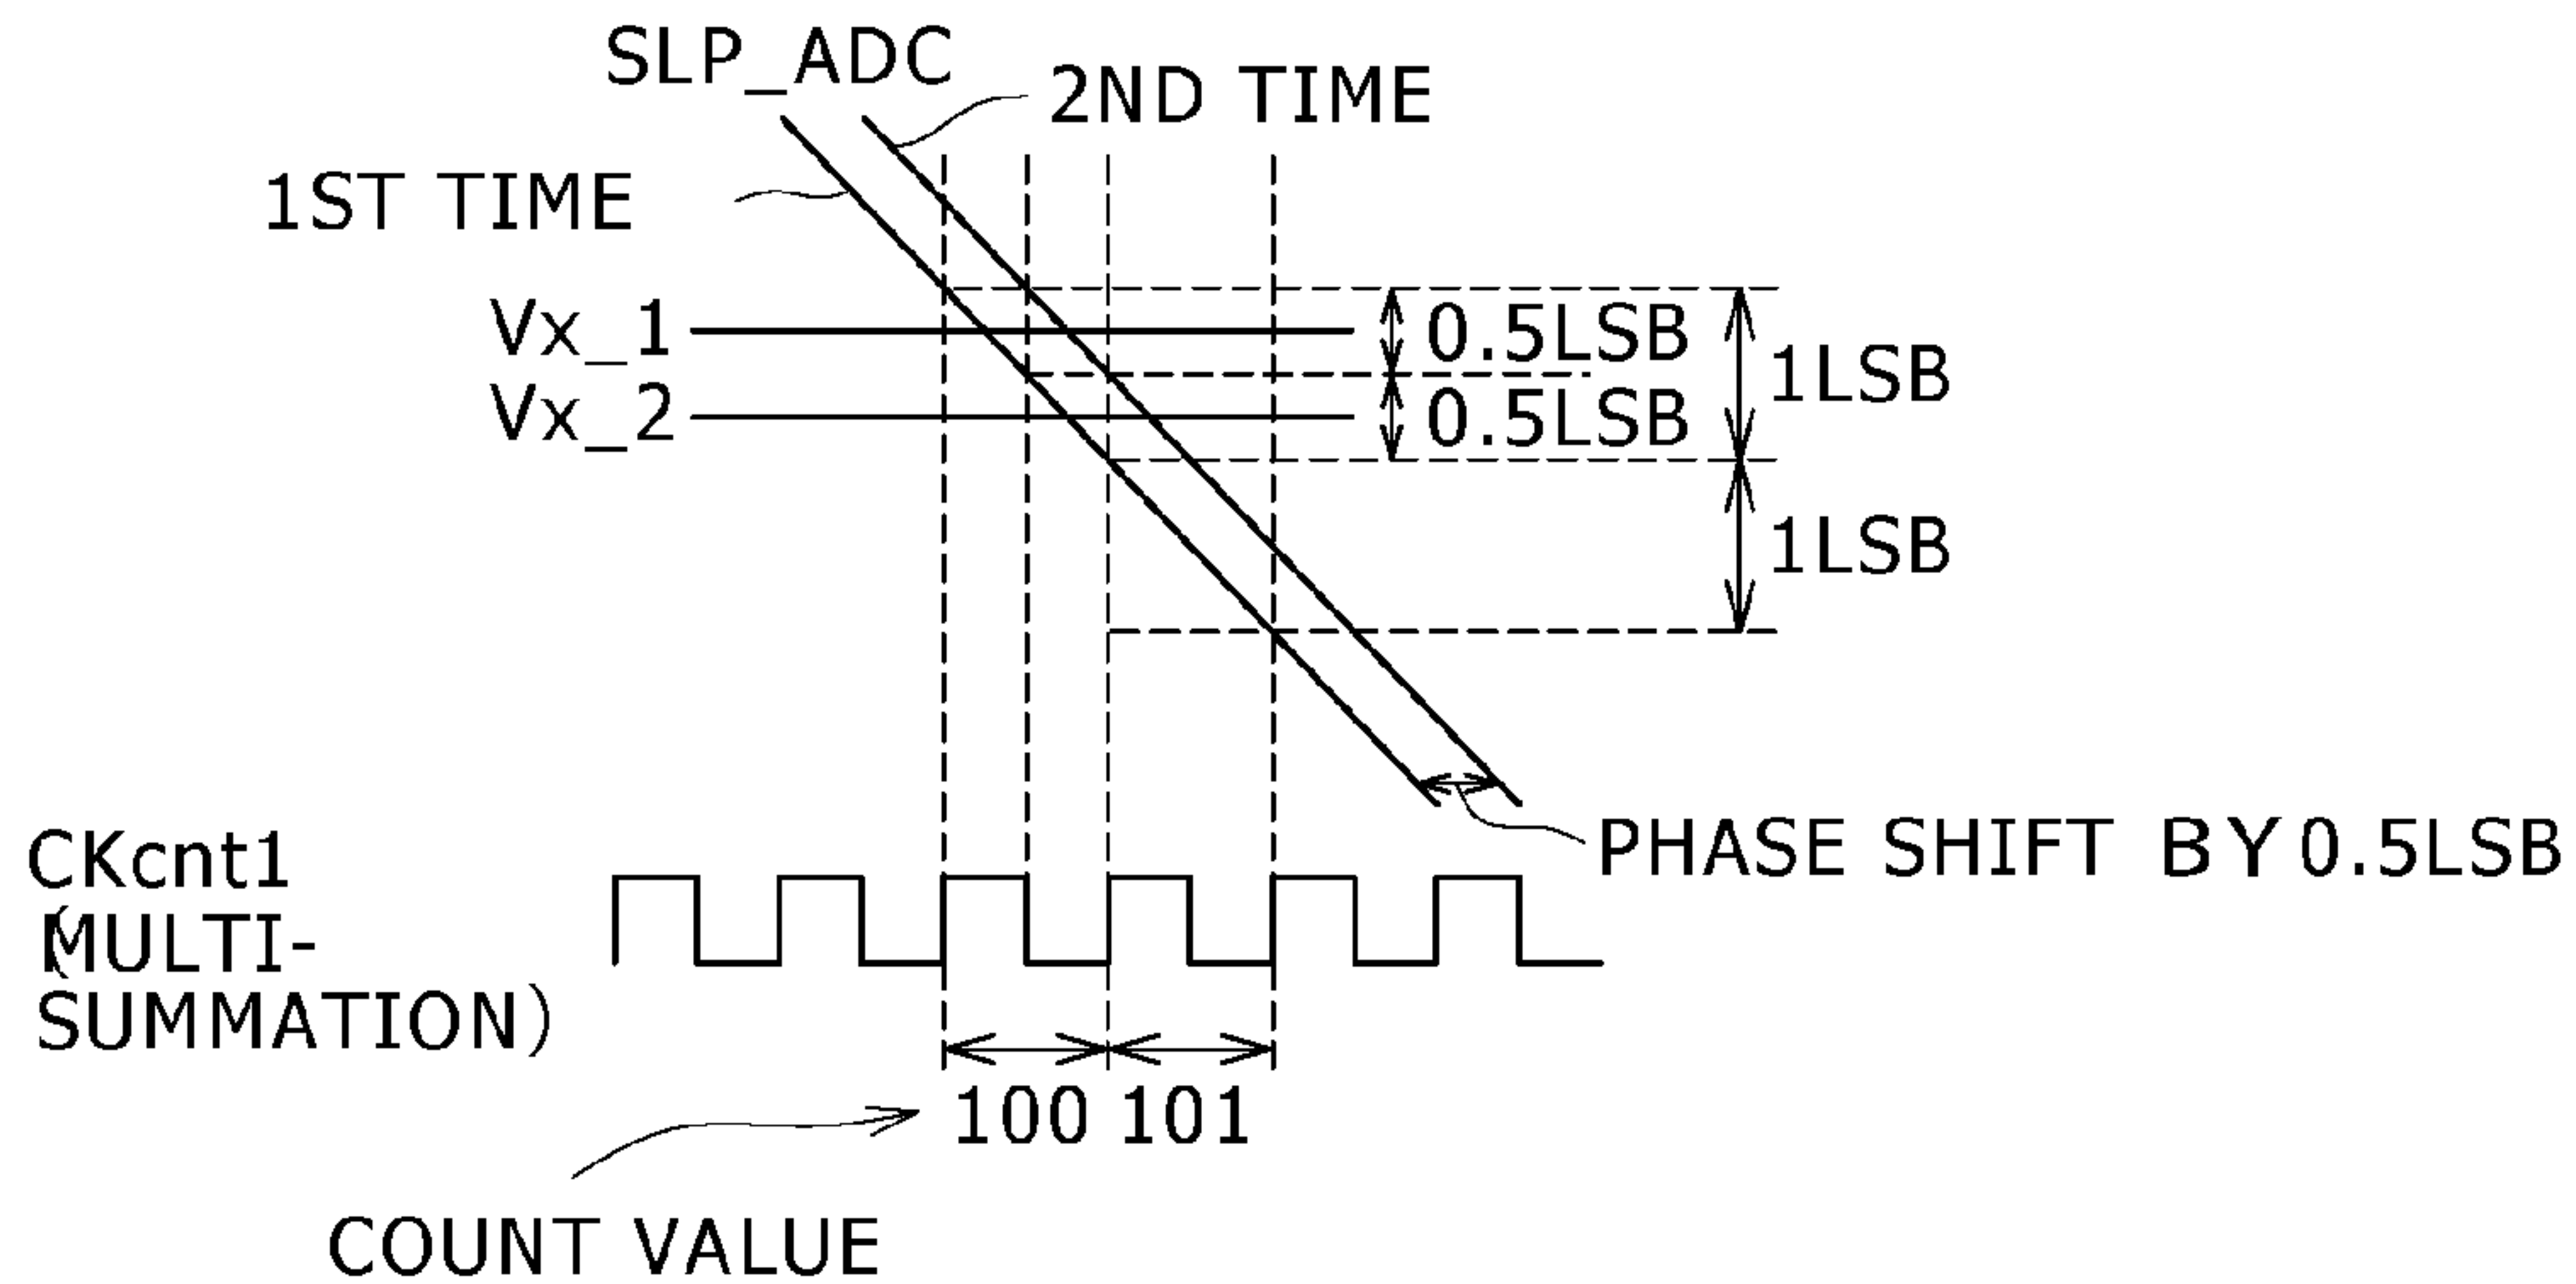 SLP_ADC
2ND TIME
1ST TIME
Vx_1
0.5LSB
1LSB
Vx_2
0.5LSB
1LSB
PHASE SHIFT BY 0.5LSB
CKcnt1
(MULTI-
SUMMATION)
100 101
COUNT VALUE